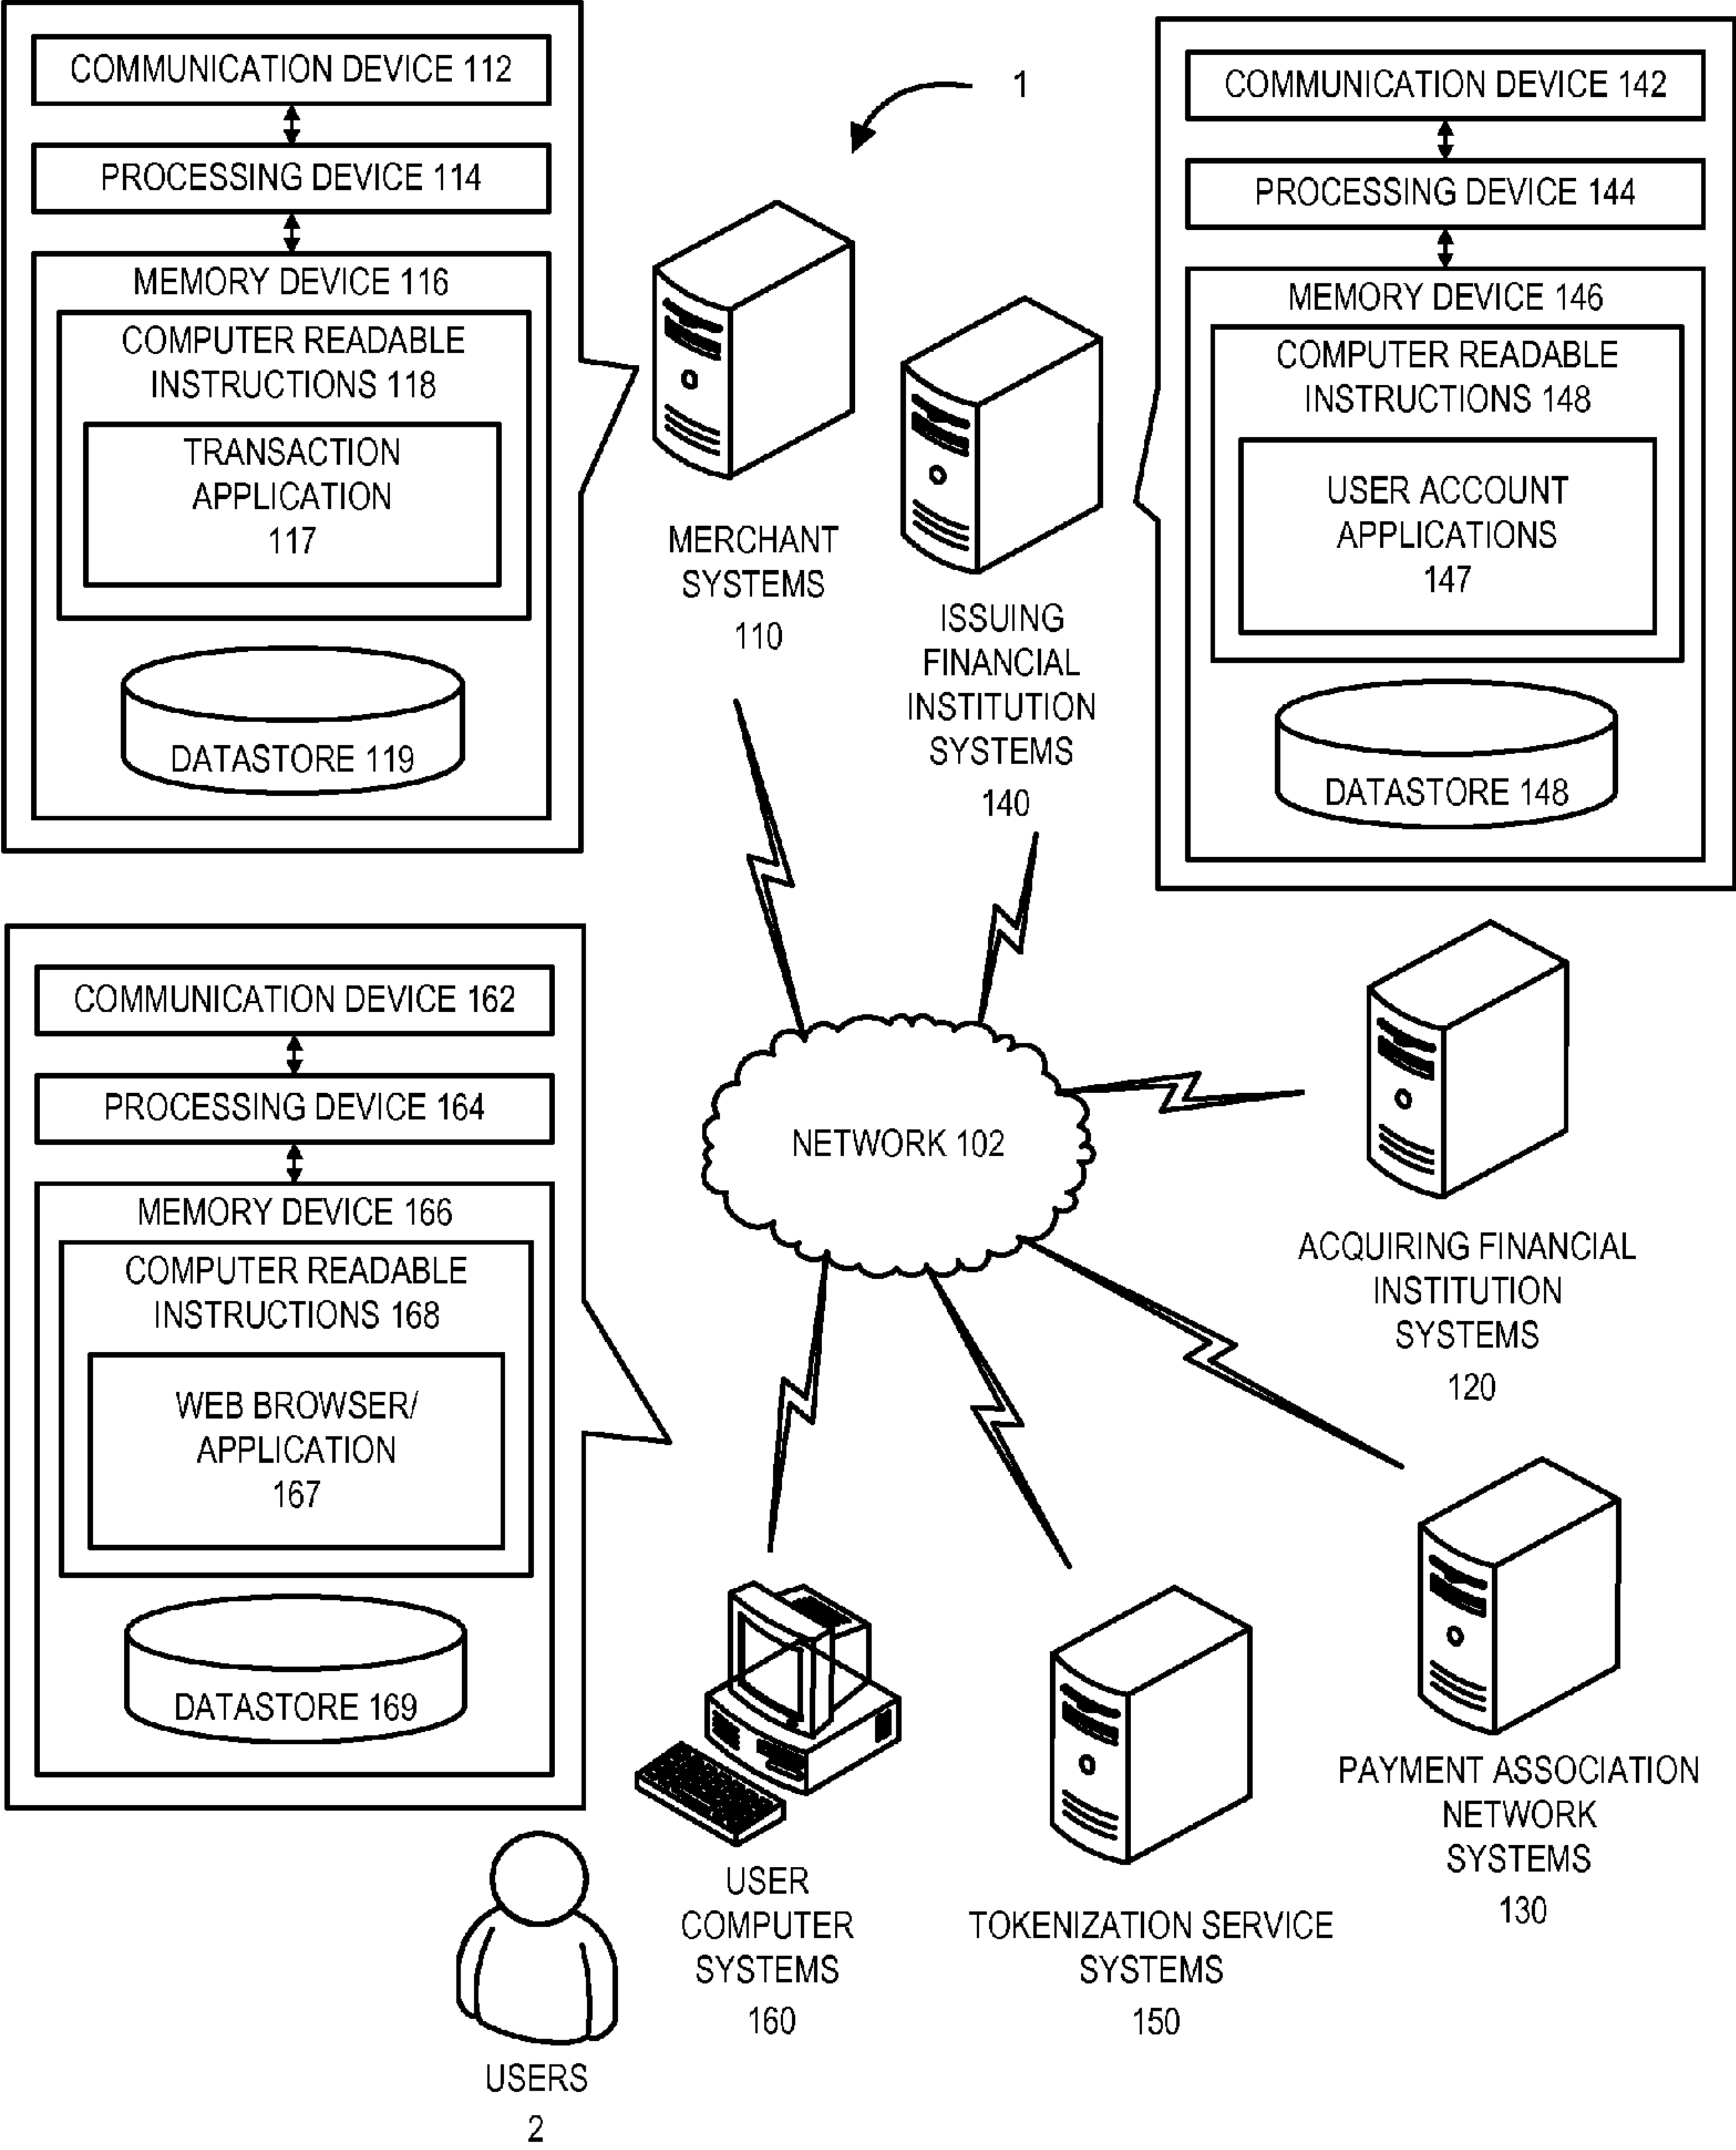 COMMUNICATION DEVICE 112
PROCESSING DEVICE 114
MEMORY DEVICE 116
COMPUTER READABLE
INSTRUCTIONS 118
TRANSACTION
APPLICATION
117
DATASTORE 119
1
MERCHANT
SYSTEMS
110
ISSUING
FINANCIAL
INSTITUTION
SYSTEMS
140
COMMUNICATION DEVICE 142
PROCESSING DEVICE 144
MEMORY DEVICE 146
COMPUTER READABLE
INSTRUCTIONS 148
USER ACCOUNT
APPLICATIONS
147
DATASTORE 148
COMMUNICATION DEVICE 162
PROCESSING DEVICE 164
MEMORY DEVICE 166
COMPUTER READABLE
INSTRUCTIONS 168
WEB BROWSER/
APPLICATION
167
DATASTORE 169
NETWORK 102
ACQUIRING FINANCIAL
INSTITUTION
SYSTEMS
120
PAYMENT ASSOCIATION
NETWORK
SYSTEMS
130
TOKENIZATION SERVICE
SYSTEMS
150
USER
COMPUTER
SYSTEMS
160
USERS
2